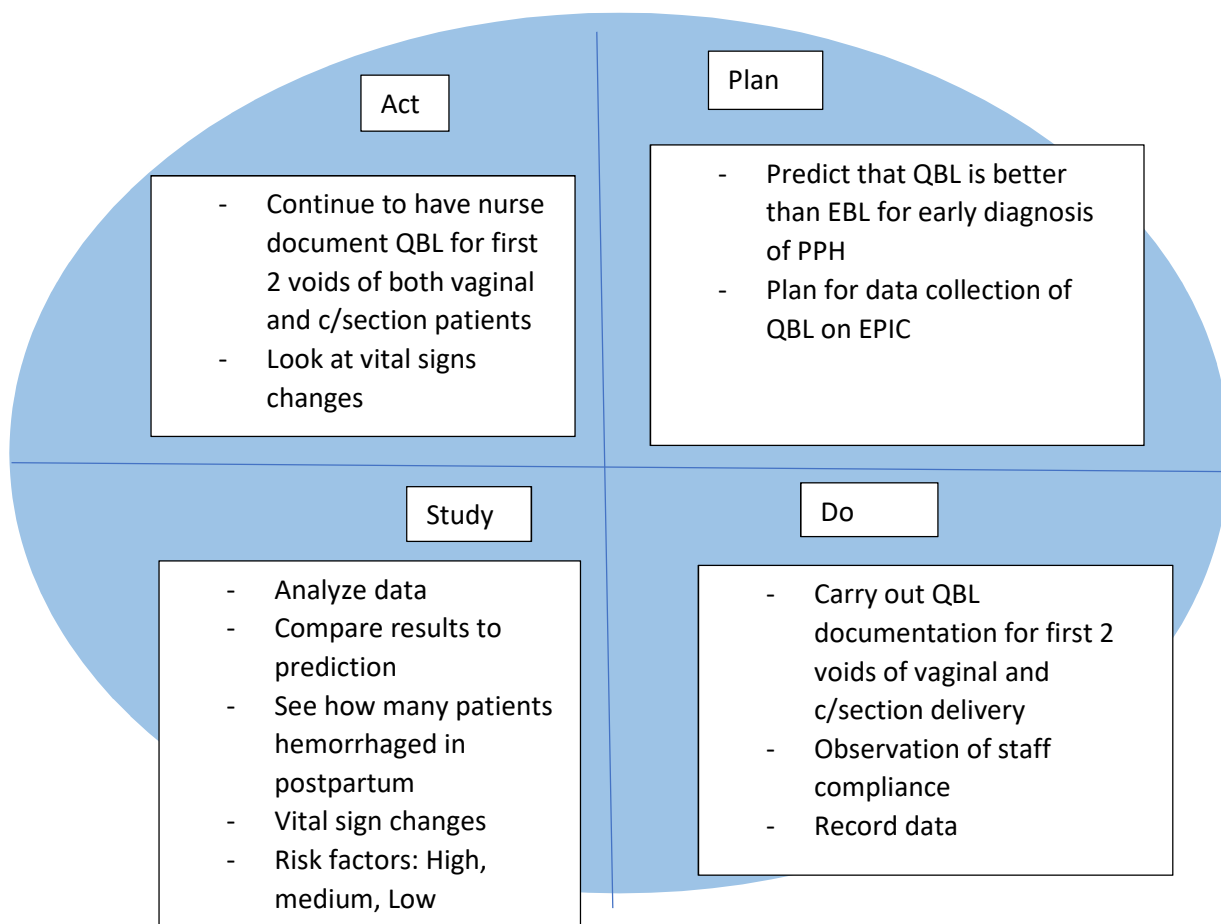 Act
- Continue to have nurse
document QBL for first
2 voids of both vaginal
and c/section patients
- Look at vital signs
changes
Plan
- Predict that QBL is better
than EBL for early diagnosis
of PPH
- Plan for data collection of
QBL on EPIC
Study
- Analyze data
- Compare results to
prediction
- See how many patients
hemorrhaged in
postpartum
- Vital sign changes
- Risk factors: High,
medium, Low
Do
- Carry out QBL
documentation for first 2
voids of vaginal and
c/section delivery
- Observation of staff
compliance
- Record data